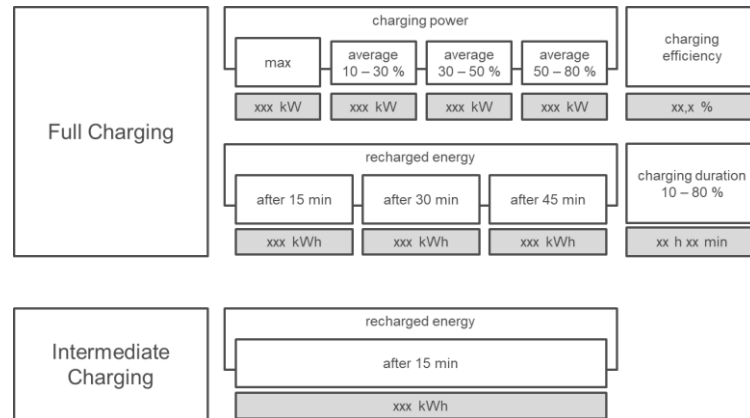 Full Charging
charging power
max
average
10 – 30 %
average
30 – 50 %
average
50 – 80 %
xxx kW
xxx kW
xxx kW
xxx kW
charging
efficiency
xx,x %
recharged energy
after 15 min
after 30 min
after 45 min
xxx kWh
xxx kWh
xxx kWh
charging duration
10 – 80 %
xx h xx min
Intermediate
Charging
recharged energy
after 15 min
xxx kWh